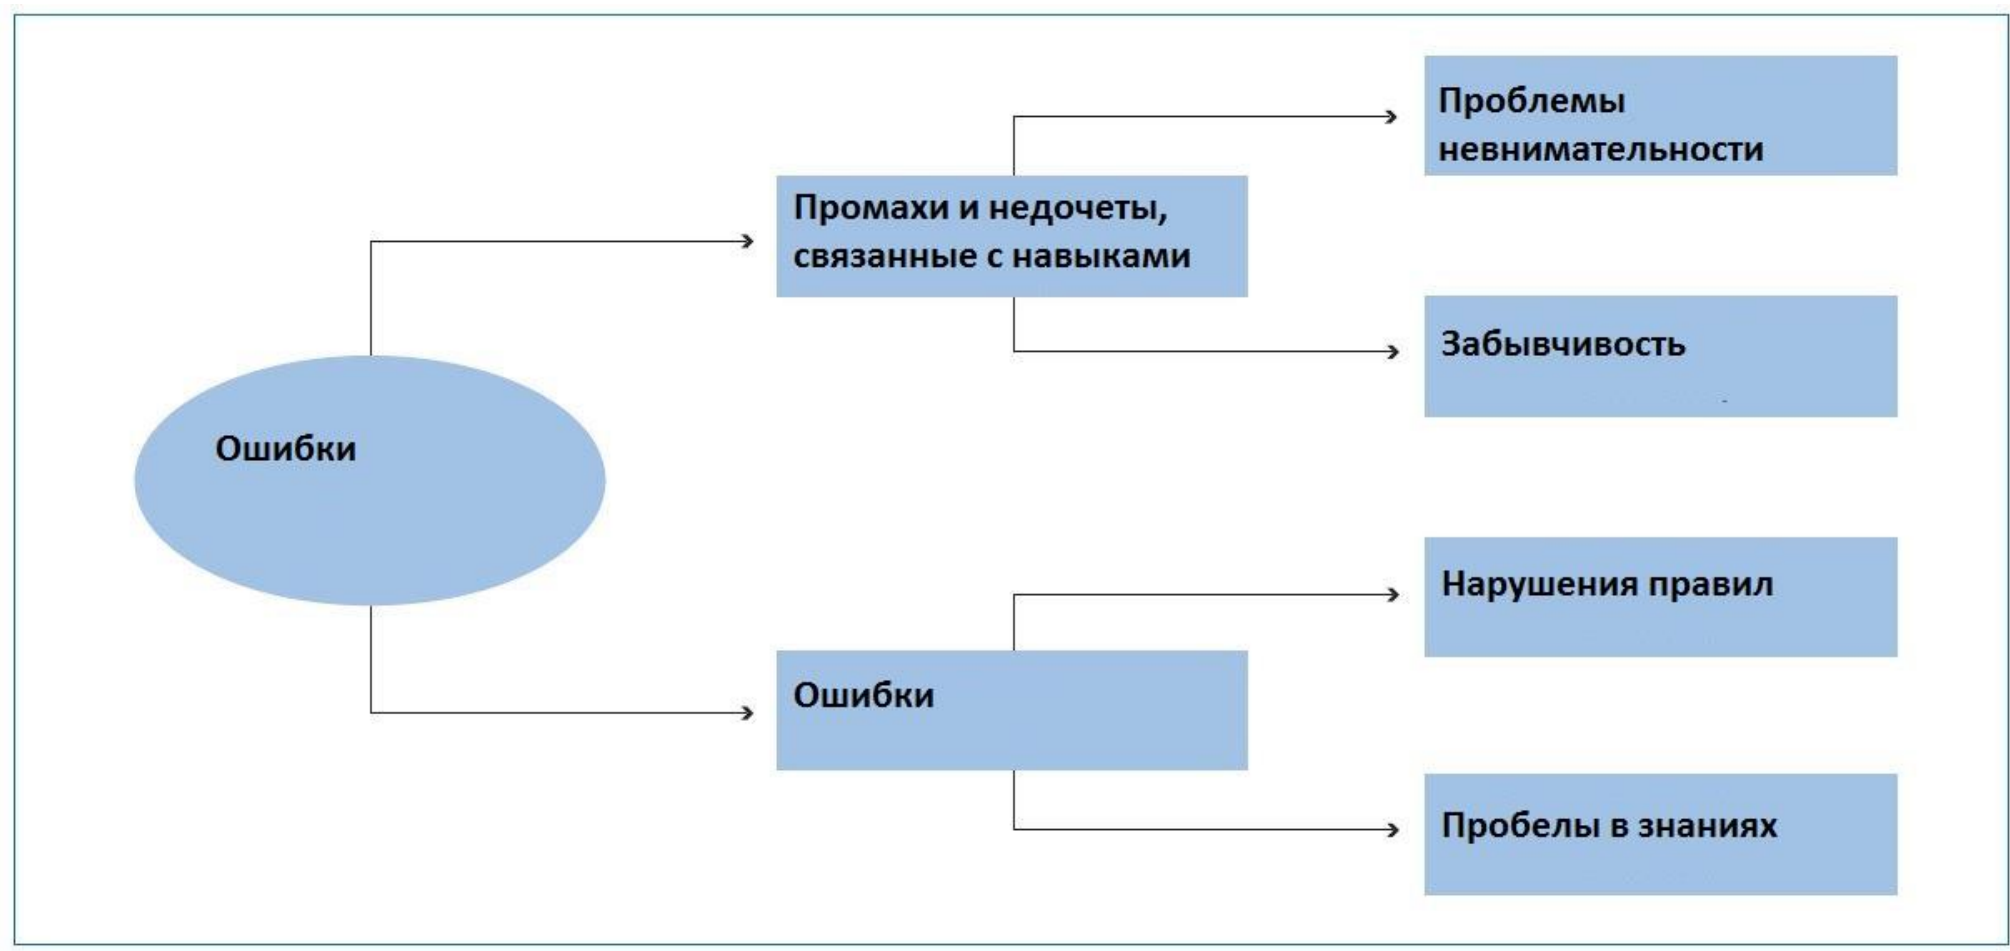 Проблемы
невнимательности
Промахи и недочеты,
связанные с навыками
Забывчивость
Ошибки
Нарушения правил
Ошибки
Пробелы в знаниях